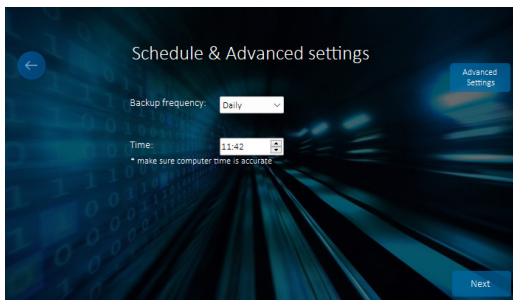 Schedule & Advanced settings
Advanced
Settings
Backup frequency: Daily
Time: 11:42
* make sure computer time is accurate
Next